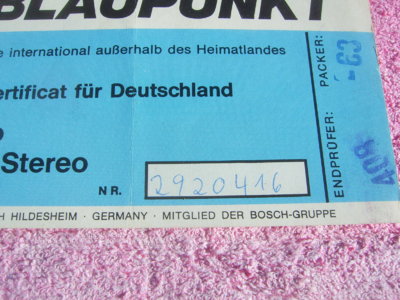 BLAUPUNKT
international außerhalb des Heimatlandes
ertificat für Deutschland
Stereo
NR. 2920416
PACKER: 63
ENDPRÜFER: 408
HILDESHEIM · GERMANY · MITGLIED DER BOSCH-GRUPPE